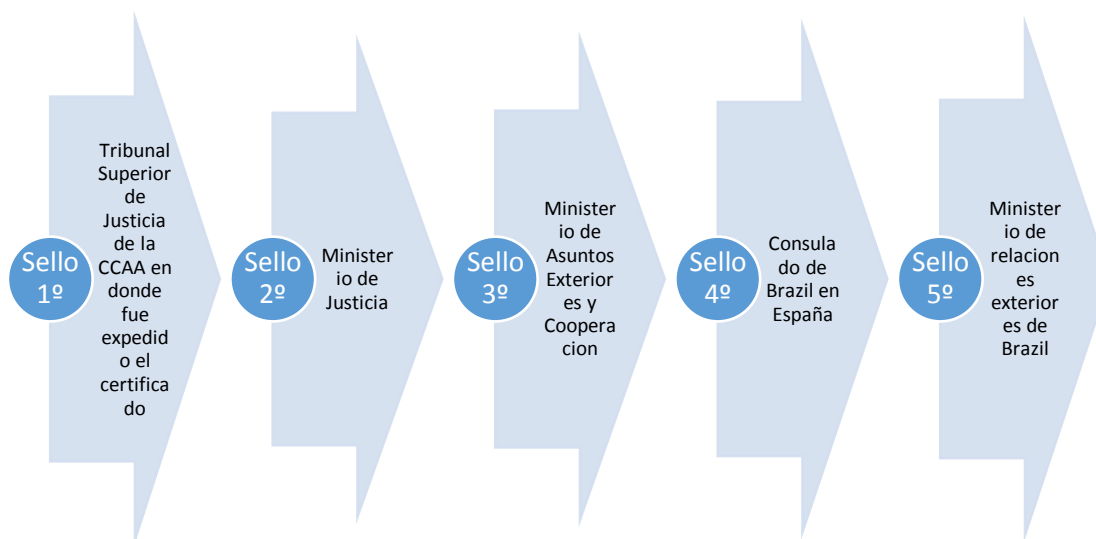 Sello
1º
Tribunal
Superior
de
Justicia
de la
CCAA en
donde
fue
expedid
o el
certifica
do
Sello
2º
Minister
io de
Justicia
Sello
3º
Minister
io de
Asuntos
Exterior
es y
Coopera
cion
Sello
4º
Consula
do de
Brazil en
España
Sello
5º
Minister
io de
relacion
es
exterior
es de
Brazil